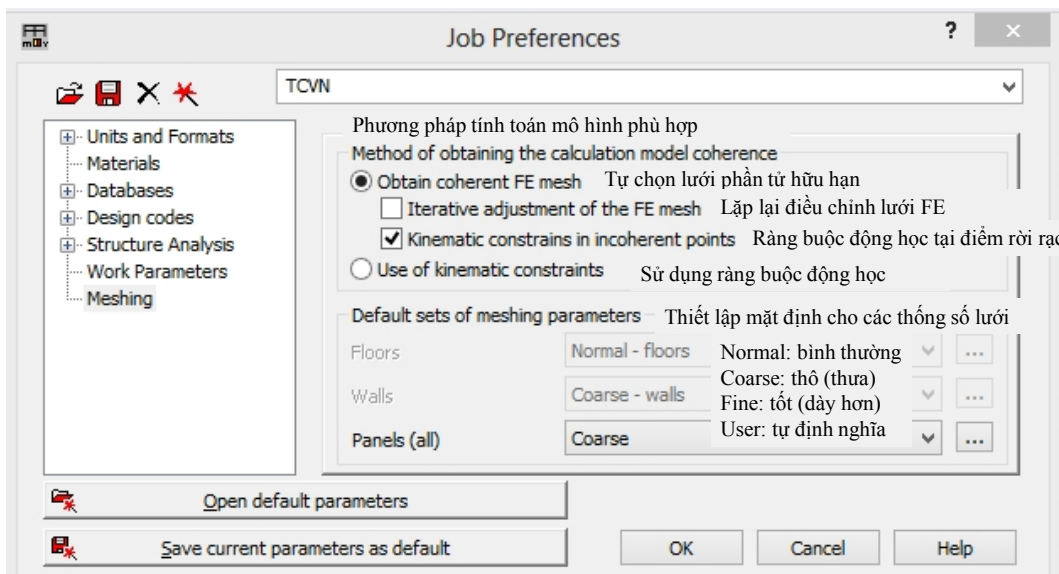 Job Preferences
?
TCVN
Units and Formats
Materials
Databases
Design codes
Structure Analysis
Work Parameters
Meshing
Phương pháp tính toán mô hình phù hợp
Method of obtaining the calculation model coherence
Obtain coherent FE mesh Tự chọn lưới phần tử hữu hạn
Iterative adjustment of the FE mesh Lặp lại điều chỉnh lưới FE
Kinematic constrains in incoherent points Ràng buộc động học tại điểm rời rạc
Use of kinematic constraints Sử dụng ràng buộc động học
Default sets of meshing parameters Thiết lập mặt định cho các thống số lưới
Floors Normal - floors Normal: bình thường ...
Coarse: thô (thưa)
Walls Coarse - walls Fine: tốt (dày hơn) ...
Panels (all) Coarse User: tự định nghĩa ...
Open default parameters
Save current parameters as default
OK Cancel Help